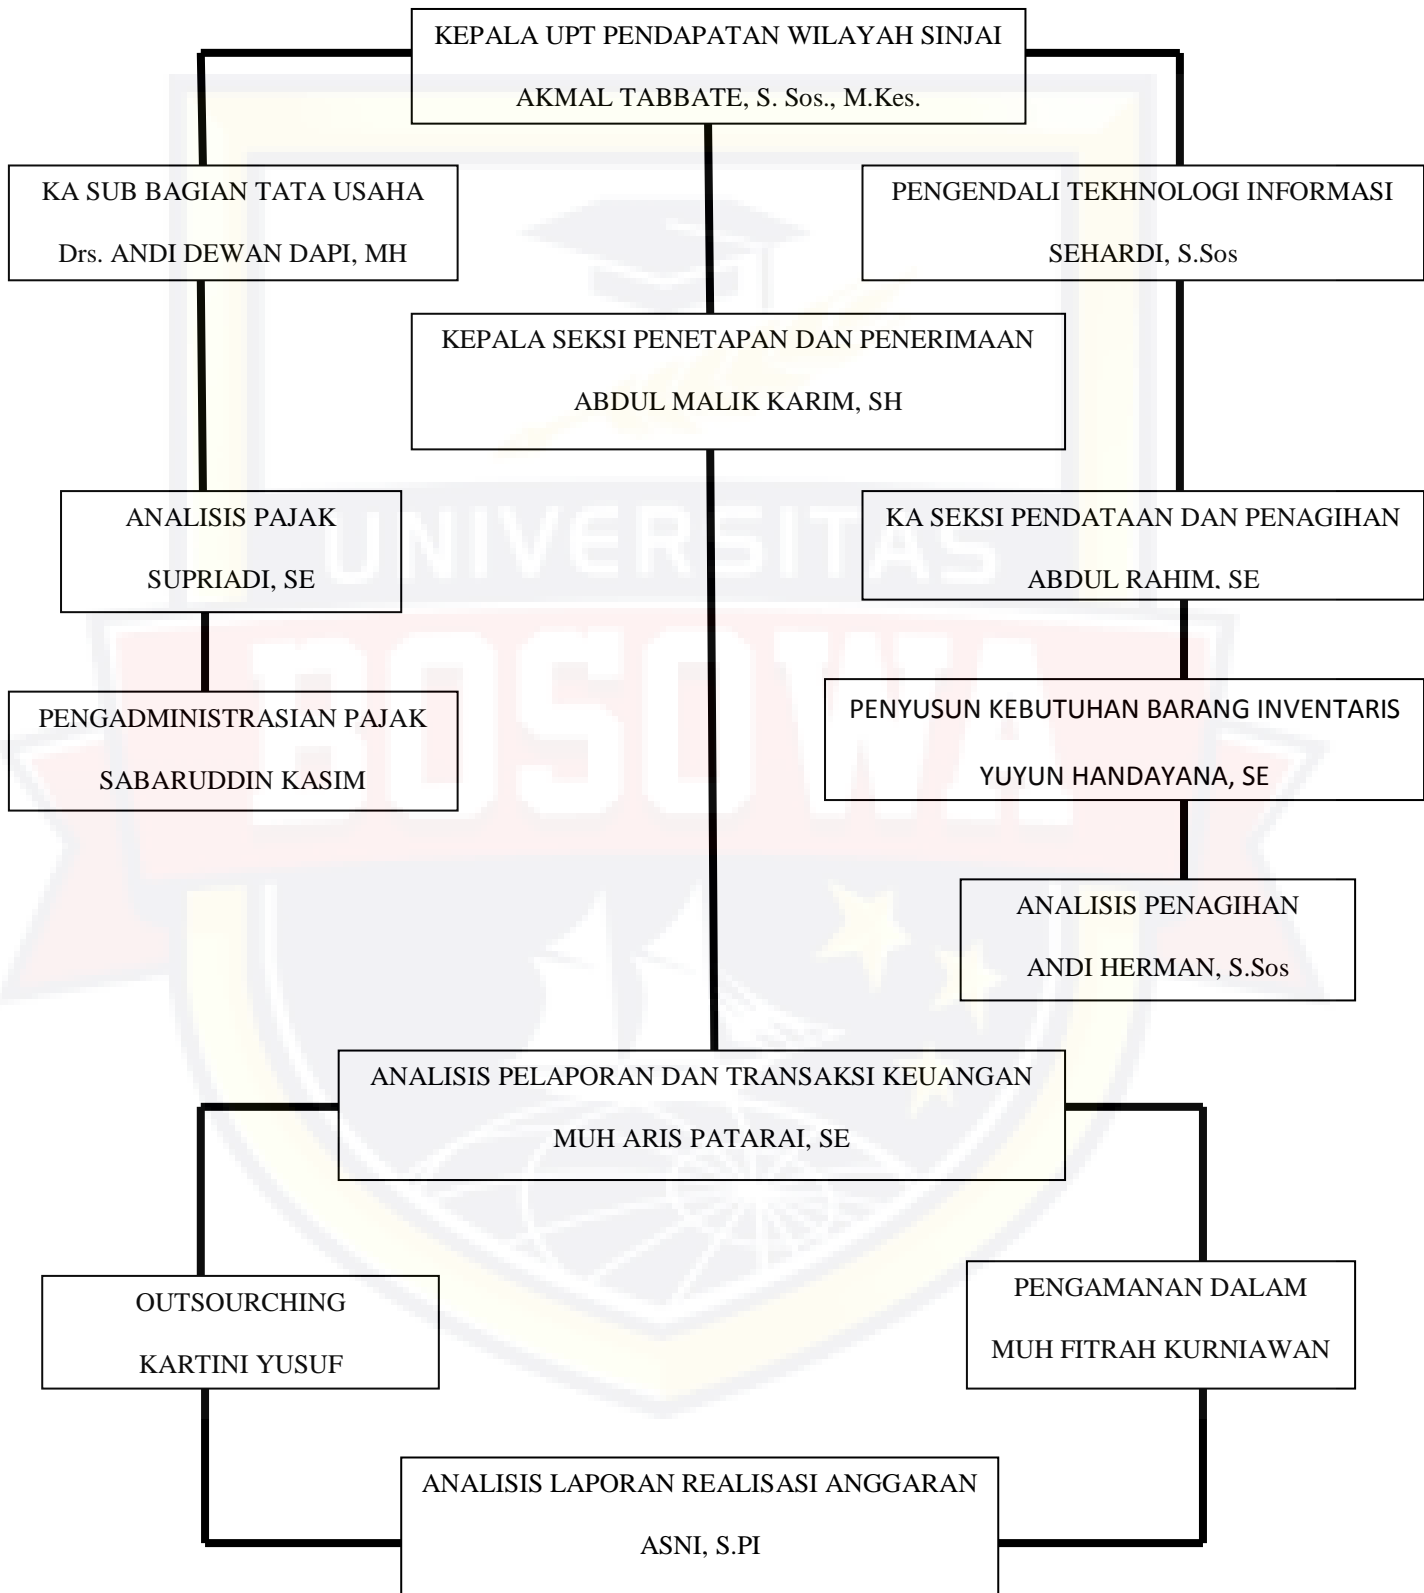 KEPALA UPT PENDAPATAN WILAYAH SINJAI
AKMAL TABBATE, S. Sos., M.Kes.
KA SUB BAGIAN TATA USAHA
Drs. ANDI DEWAN DAPI, MH
PENGENDALI TEKHNOLOGI INFORMASI
SEHARDI, S.Sos
KEPALA SEKSI PENETAPAN DAN PENERIMAAN
ABDUL MALIK KARIM, SH
ANALISIS PAJAK
SUPRIADI, SE
KA SEKSI PENDATAAN DAN PENAGIHAN
ABDUL RAHIM, SE
PENGADMINISTRASIAN PAJAK
SABARUDDIN KASIM
PENYUSUN KEBUTUHAN BARANG INVENTARIS
YUYUN HANDAYANA, SE
ANALISIS PENAGIHAN
ANDI HERMAN, S.Sos
ANALISIS PELAPORAN DAN TRANSAKSI KEUANGAN
MUH ARIS PATARAI, SE
OUTSOURCHING
KARTINI YUSUF
PENGAMANAN DALAM
MUH FITRAH KURNIAWAN
ANALISIS LAPORAN REALISASI ANGGARAN
ASNI, S.PI
UNIVERSITAS
BOSOWA